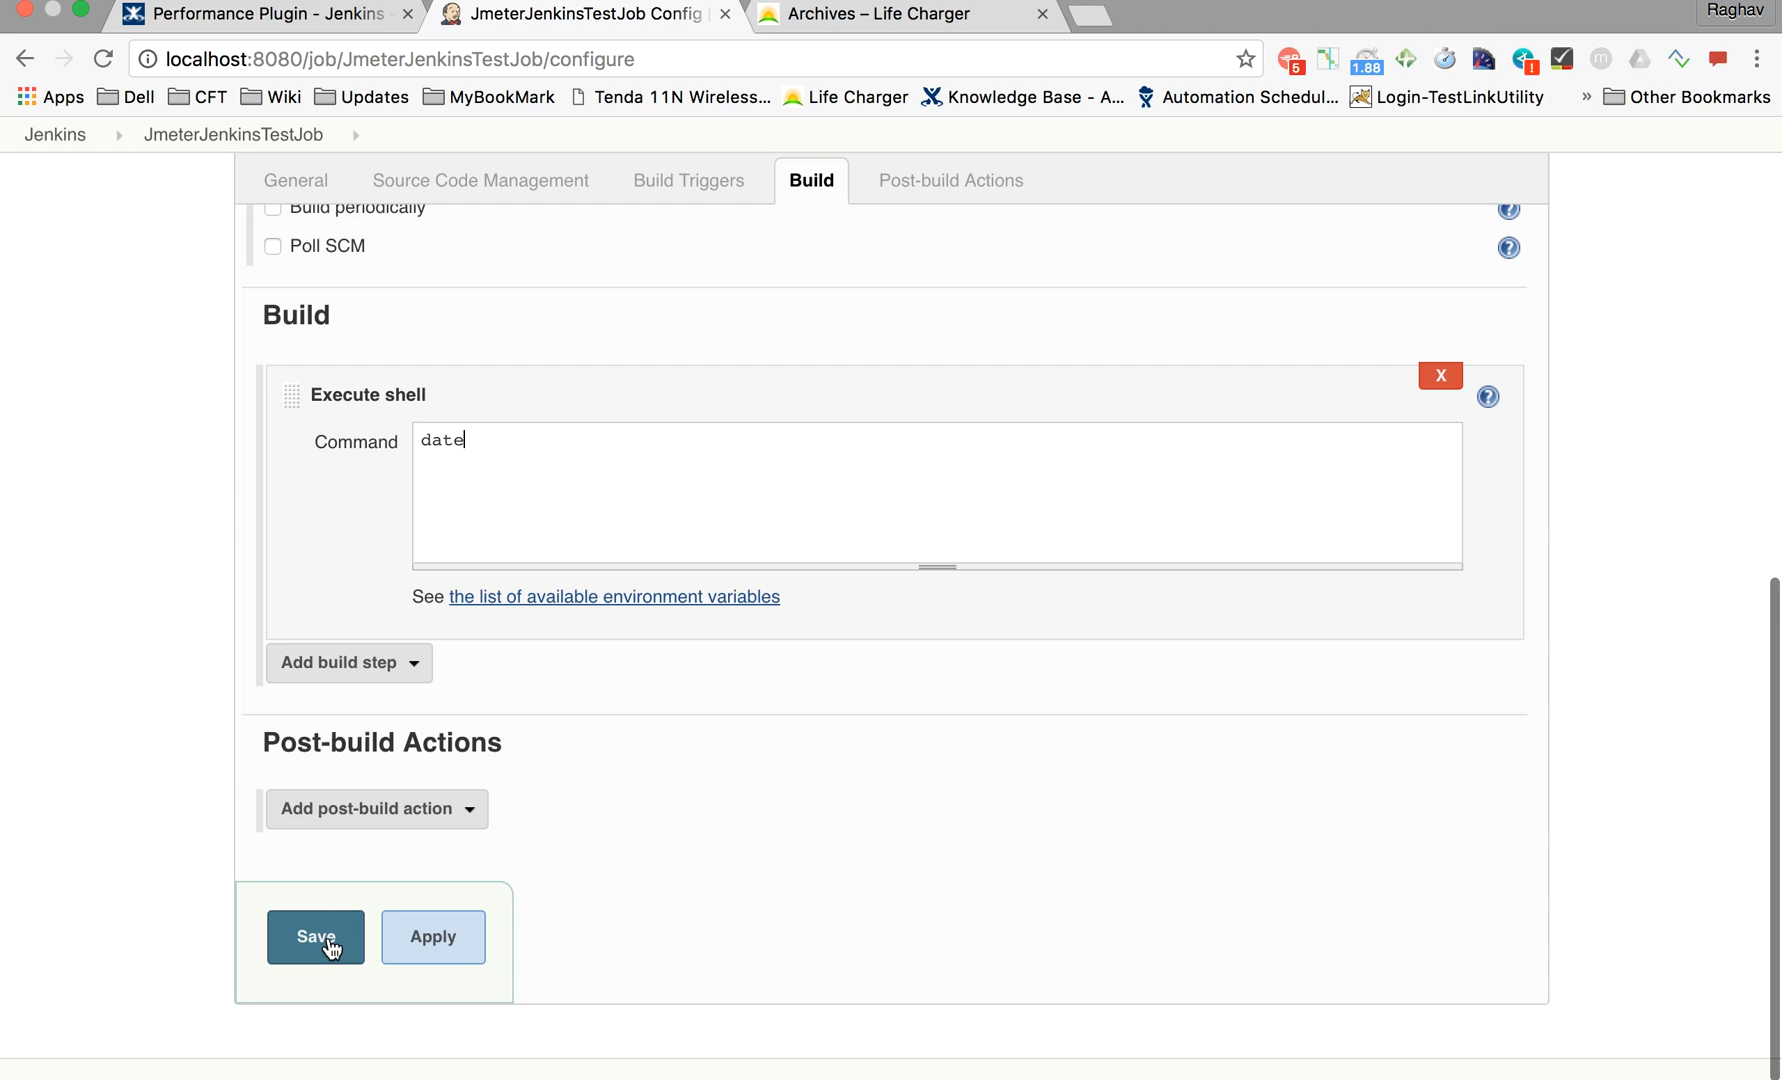 Performance Plugin - Jenkins
JmeterJenkinsTestJob Config
Archives – Life Charger
Raghav
localhost:8080/job/JmeterJenkinsTestJob/configure
5
1.88
!
m
Apps Dell CFT Wiki Updates MyBookMark Tenda 11N Wireless... Life Charger Knowledge Base - A... Automation Schedul... Login-TestLinkUtility » Other Bookmarks
Jenkins JmeterJenkinsTestJob
General Source Code Management Build Triggers Build Post-build Actions
Build periodically
Poll SCM
Build
X
Execute shell
Command date
See the list of available environment variables
Add build step
Post-build Actions
Add post-build action
Save Apply